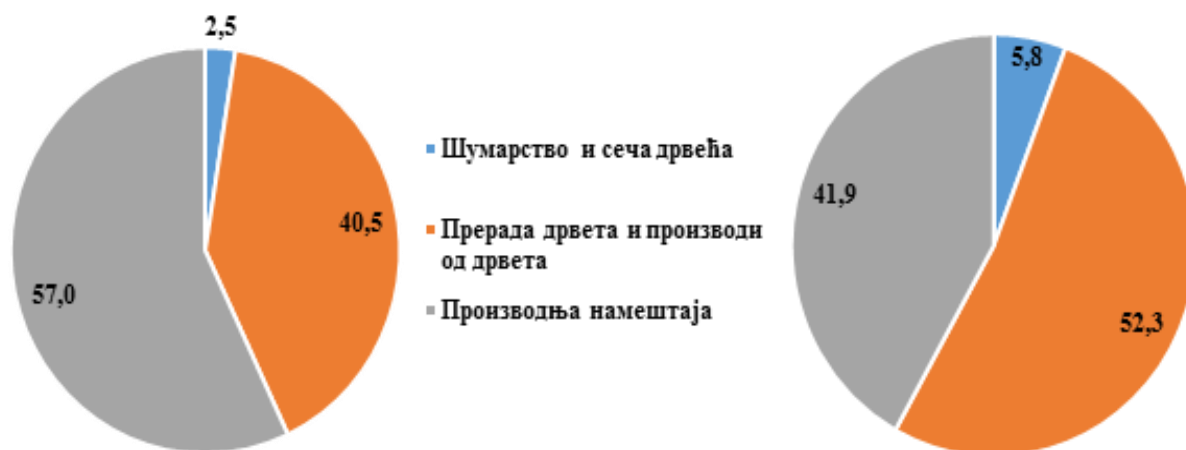 2,5
40,5
57,0
Шумарство и сеча дрвећа
Прерада дрвета и производи
од дрвета
Производња намештаја
5,8
41,9
52,3